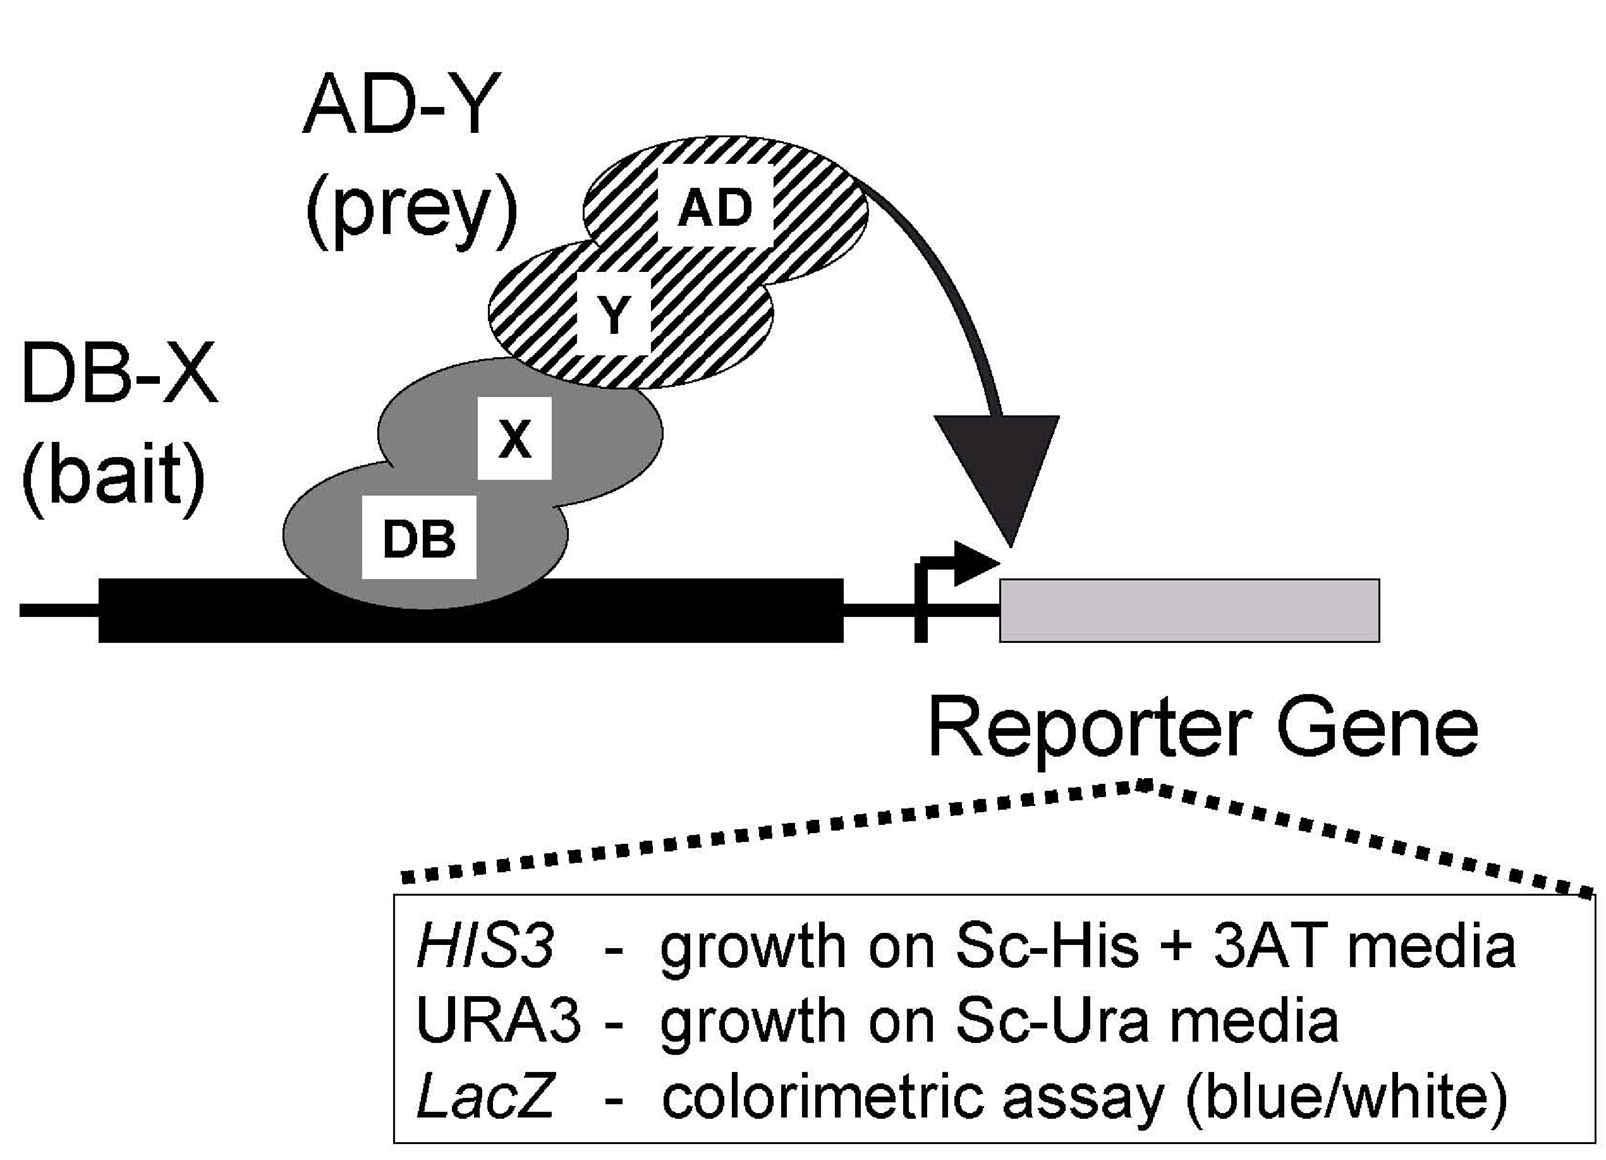 AD-Y
(prey)
AD
Y
DB-X
(bait)
X
DB
Reporter Gene
HIS3 - growth on Sc-His + 3AT media
URA3 - growth on Sc-Ura media
LacZ - colorimetric assay (blue/white)